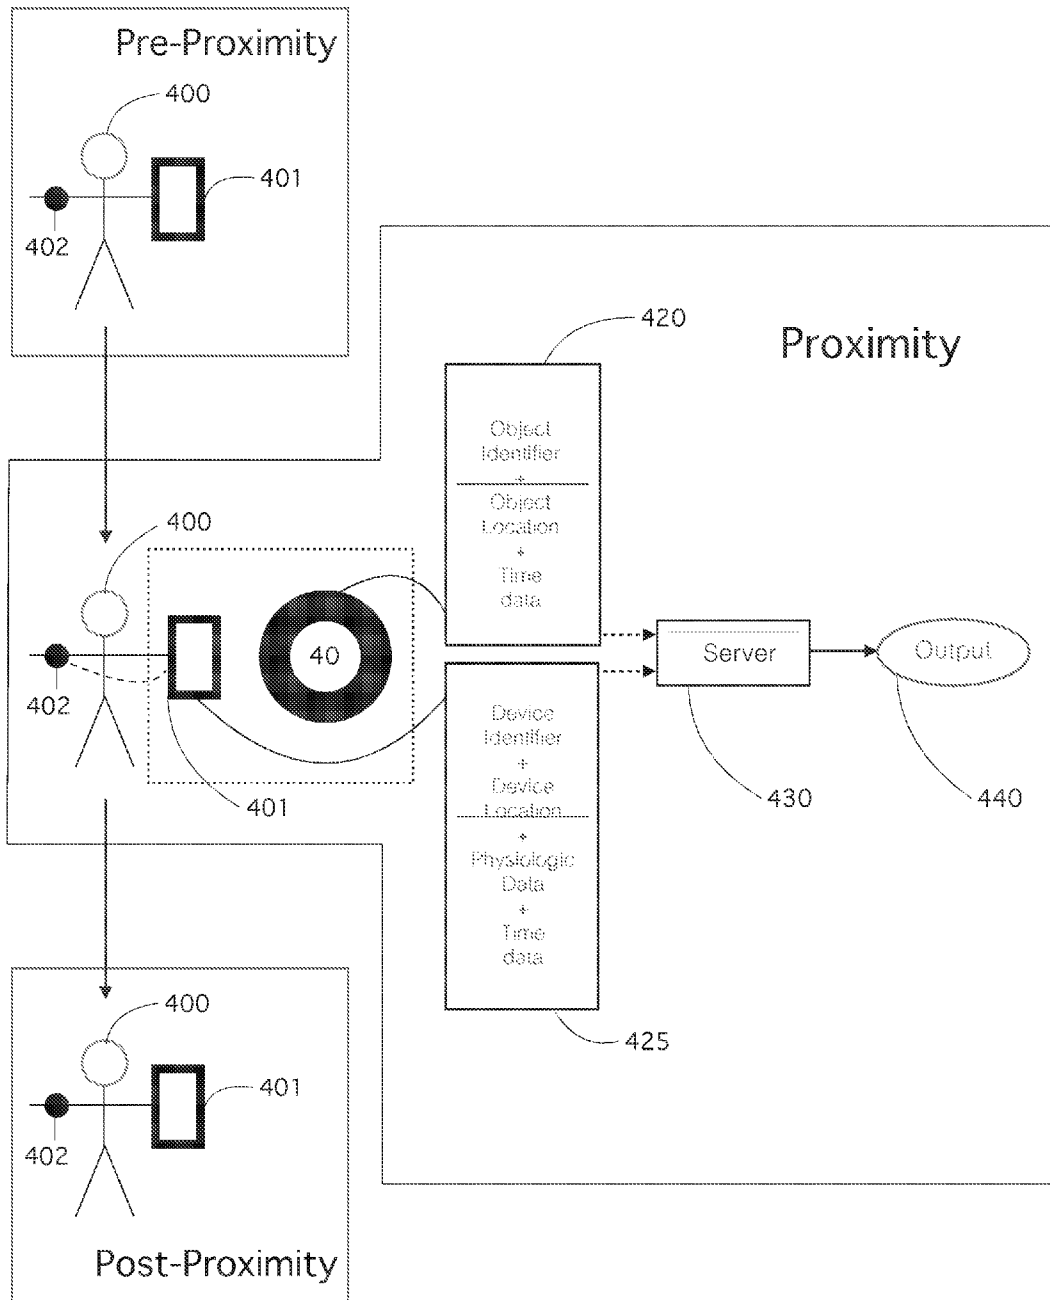 Pre-Proximity
400
401
402
Proximity
420
Object
Identifier
+
Object
Location
+
Time
data
400
40
402
401
Server
Output
430
440
Device
Identifier
+
Device
Location
+
Physiologic
Data
+
Time
data
425
400
401
402
Post-Proximity